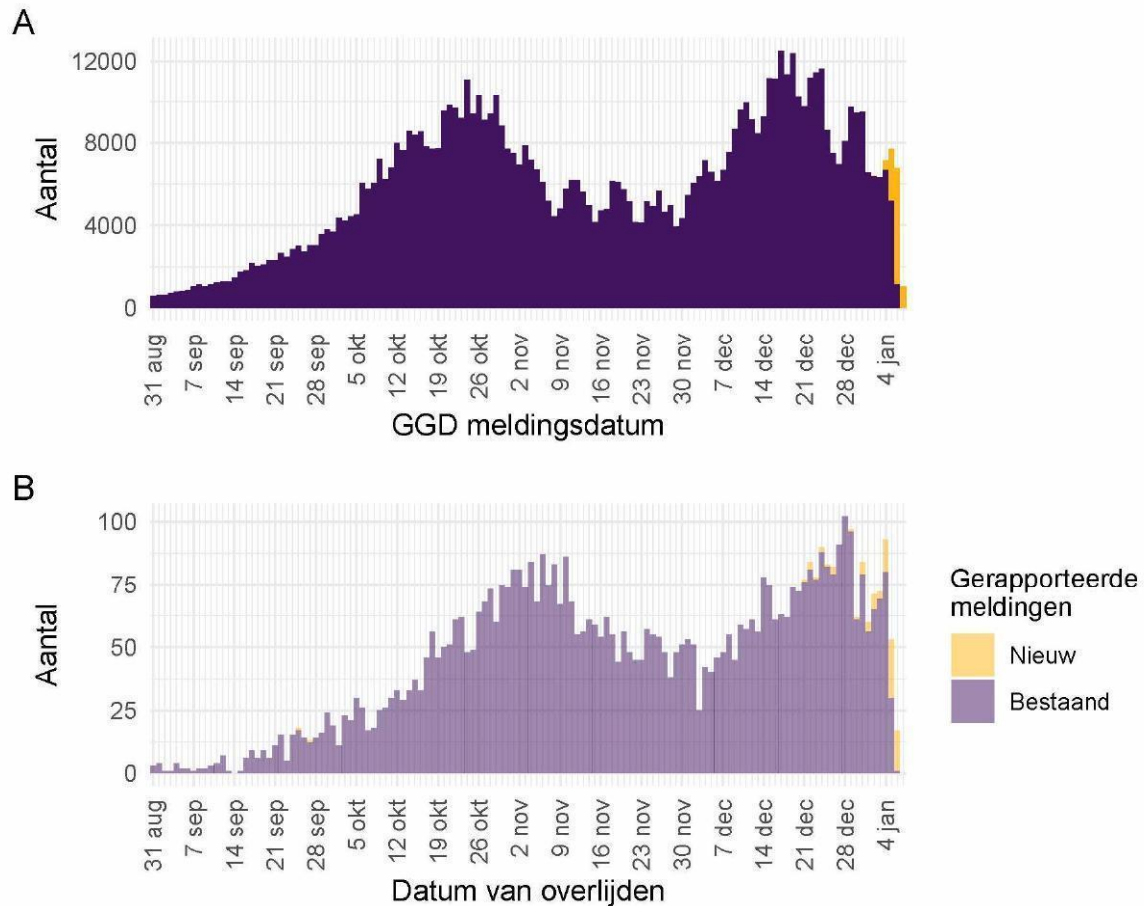 A
12000
8000
4000
0
Aantal
31 aug
7 sep
14 sep
21 sep
28 sep
5 okt
12 okt
19 okt
26 okt
2 nov
9 nov
16 nov
23 nov
30 nov
7 dec
14 dec
21 dec
28 dec
4 jan
GGD meldingsdatum
B
100
75
50
25
0
Aantal
31 aug
7 sep
14 sep
21 sep
28 sep
5 okt
12 okt
19 okt
26 okt
2 nov
9 nov
16 nov
23 nov
30 nov
7 dec
14 dec
21 dec
28 dec
4 jan
Datum van overlijden
Gerapporteerde
meldingen
Nieuw
Bestaand